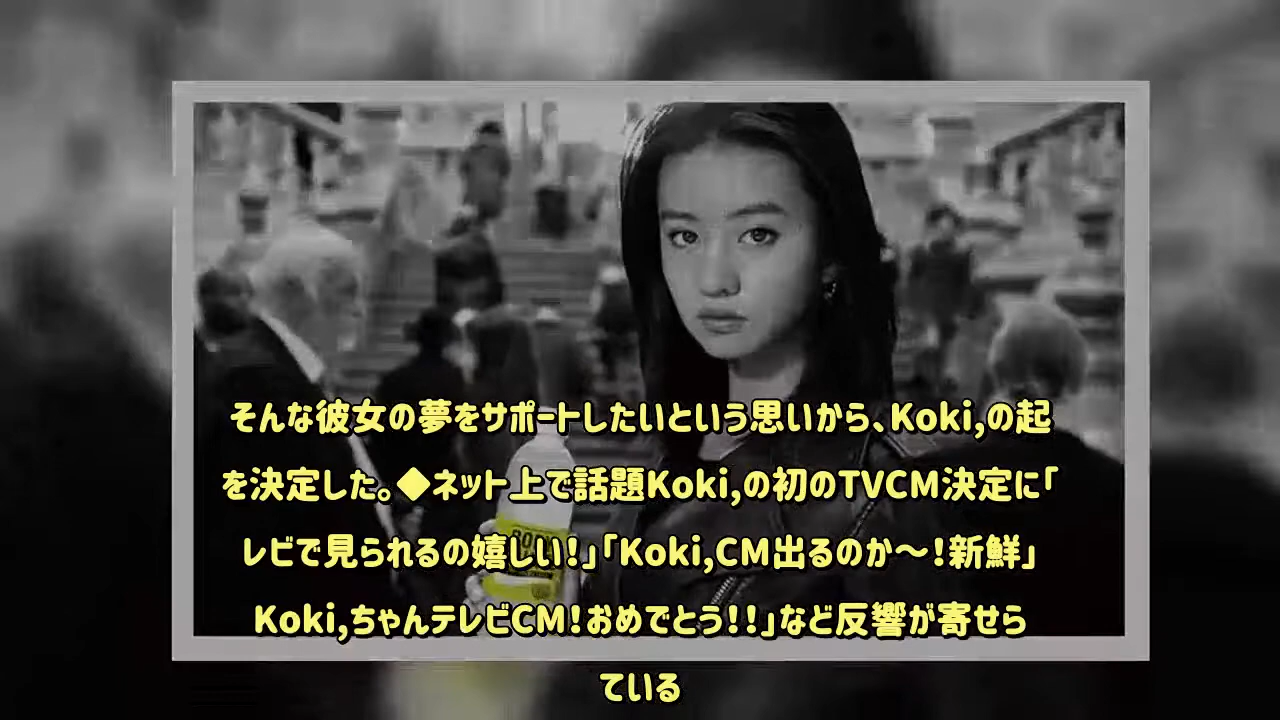 そんな彼女の夢をサポートしたいという思いから、Koki,の起
を決定した。◆ネット上で話題Koki,の初のTVCM決定に「
レビで見られるの嬉しい!」「Koki,CM出るのか～!新鮮」
Koki,ちゃんテレビCM!おめでとう!!」など反響が寄せら
ている